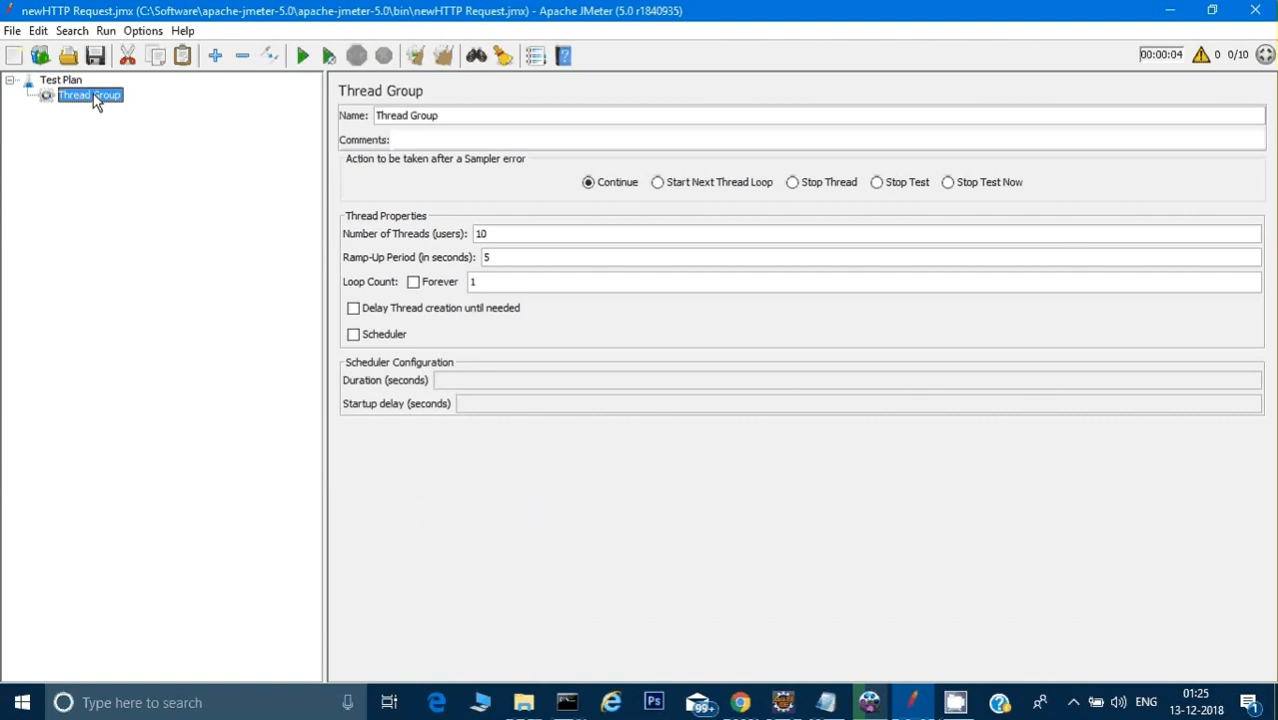 newHTTP Request.jmx (C:\Software\apache-jmeter-5.0\apache-jmeter-5.0\bin\newHTTP Request.jmx) - Apache JMeter (5.0 r1840935)
File Edit Search Run Options Help
00:00:04 0 0/10
Test Plan
Thread Group
Thread Group
Name: Thread Group
Comments:
Action to be taken after a Sampler error
Continue Start Next Thread Loop Stop Thread Stop Test Stop Test Now
Thread Properties
Number of Threads (users): 10
Ramp-Up Period (in seconds): 5
Loop Count: Forever 1
Delay Thread creation until needed
Scheduler
Scheduler Configuration
Duration (seconds)
Startup delay (seconds)
Type here to search
Ps
99+
ENG
01:25
13-12-2018
1